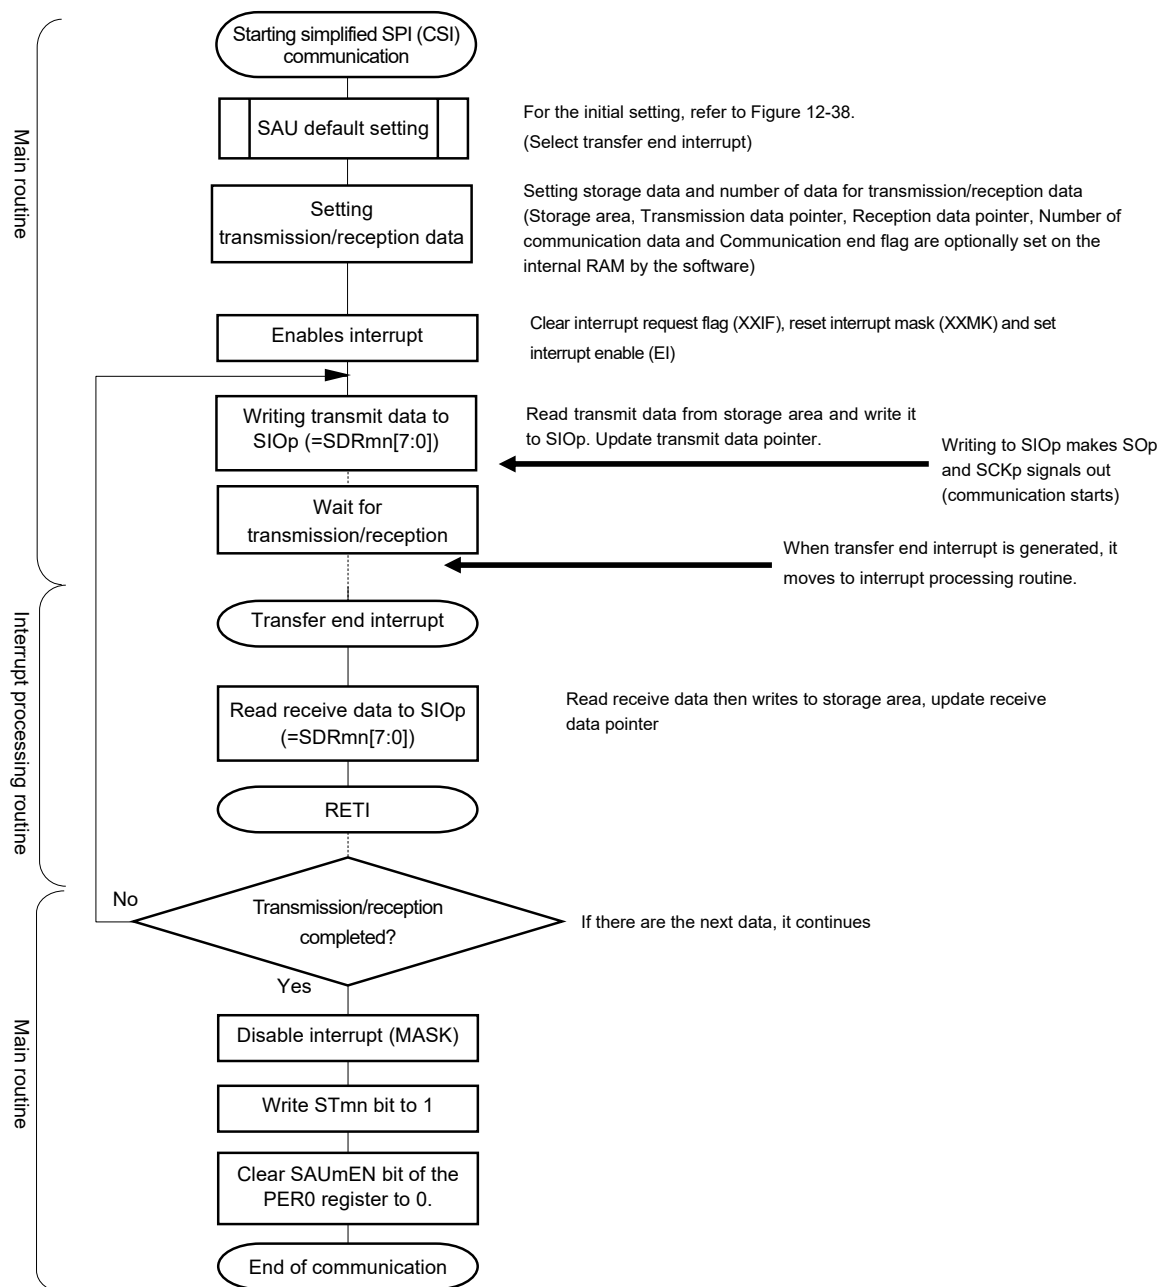 Starting simplified SPI (CSI)
communication
SAU default setting
For the initial setting, refer to Figure 12-38.
(Select transfer end interrupt)
Main routine
Setting
transmission/reception data
Setting storage data and number of data for transmission/reception data
(Storage area, Transmission data pointer, Reception data pointer, Number of
communication data and Communication end flag are optionally set on the
internal RAM by the software)
Enables interrupt
Clear interrupt request flag (XXIF), reset interrupt mask (XXMK) and set
interrupt enable (EI)
Writing transmit data to
SIOp (=SDRmn[7:0])
Read transmit data from storage area and write it
to SIOp. Update transmit data pointer.
Writing to SIOp makes SOp
and SCKp signals out
(communication starts)
Wait for
transmission/reception
When transfer end interrupt is generated, it
moves to interrupt processing routine.
Interrupt processing routine
Transfer end interrupt
Read receive data to SIOp
(=SDRmn[7:0])
Read receive data then writes to storage area, update receive
data pointer
RETI
No
Transmission/reception
completed?
If there are the next data, it continues
Yes
Main routine
Disable interrupt (MASK)
Write STmn bit to 1
Clear SAUmEN bit of the
PER0 register to 0.
End of communication